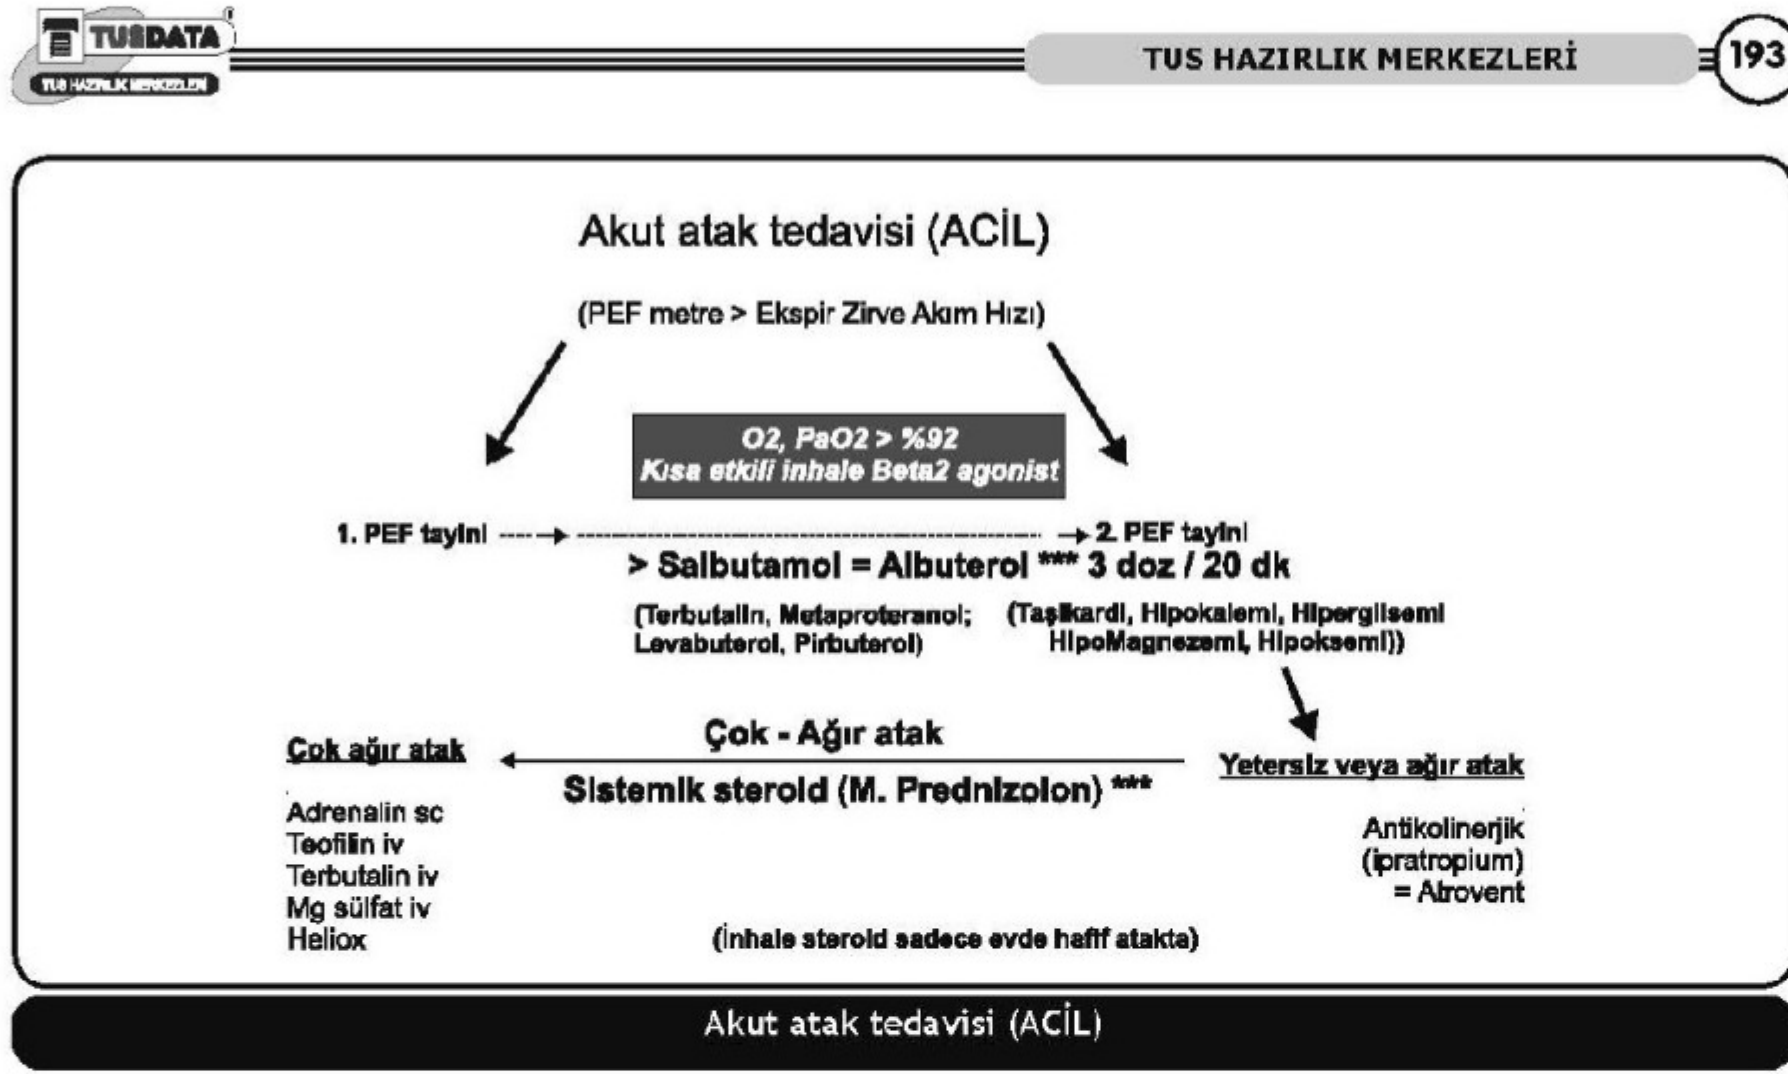 TUSDATA
TUS HAZIRLIK MERKEZLERİ
TUS HAZIRLIK MERKEZLERİ
193
Akut atak tedavisi (ACİL)
(PEF metre > Ekspir Zirve Akım Hızı)
O2, PaO2 > %92
Kısa etkili inhale Beta2 agonist
1. PEF tayini
2. PEF tayini
> Salbutamol = Albuterol *** 3 doz / 20 dk
(Terbutalin, Metaproteranol;
Levabuterol, Pirbuterol)
(Taşikardi, Hipokalemi, Hiperglisemi
HipoMagnezemi, Hipoksemi))
Çok - Ağır atak
Sistemik steroid (M. Prednizolon) ***
Yetersiz veya ağır atak
Antikolinerjik
(ipratropium)
= Atrovent
Çok ağır atak
Adrenalin sc
Teofilin iv
Terbutalin iv
Mg sülfat iv
Heliox
(İnhale steroid sadece evde hafif atakta)
Akut atak tedavisi (ACİL)